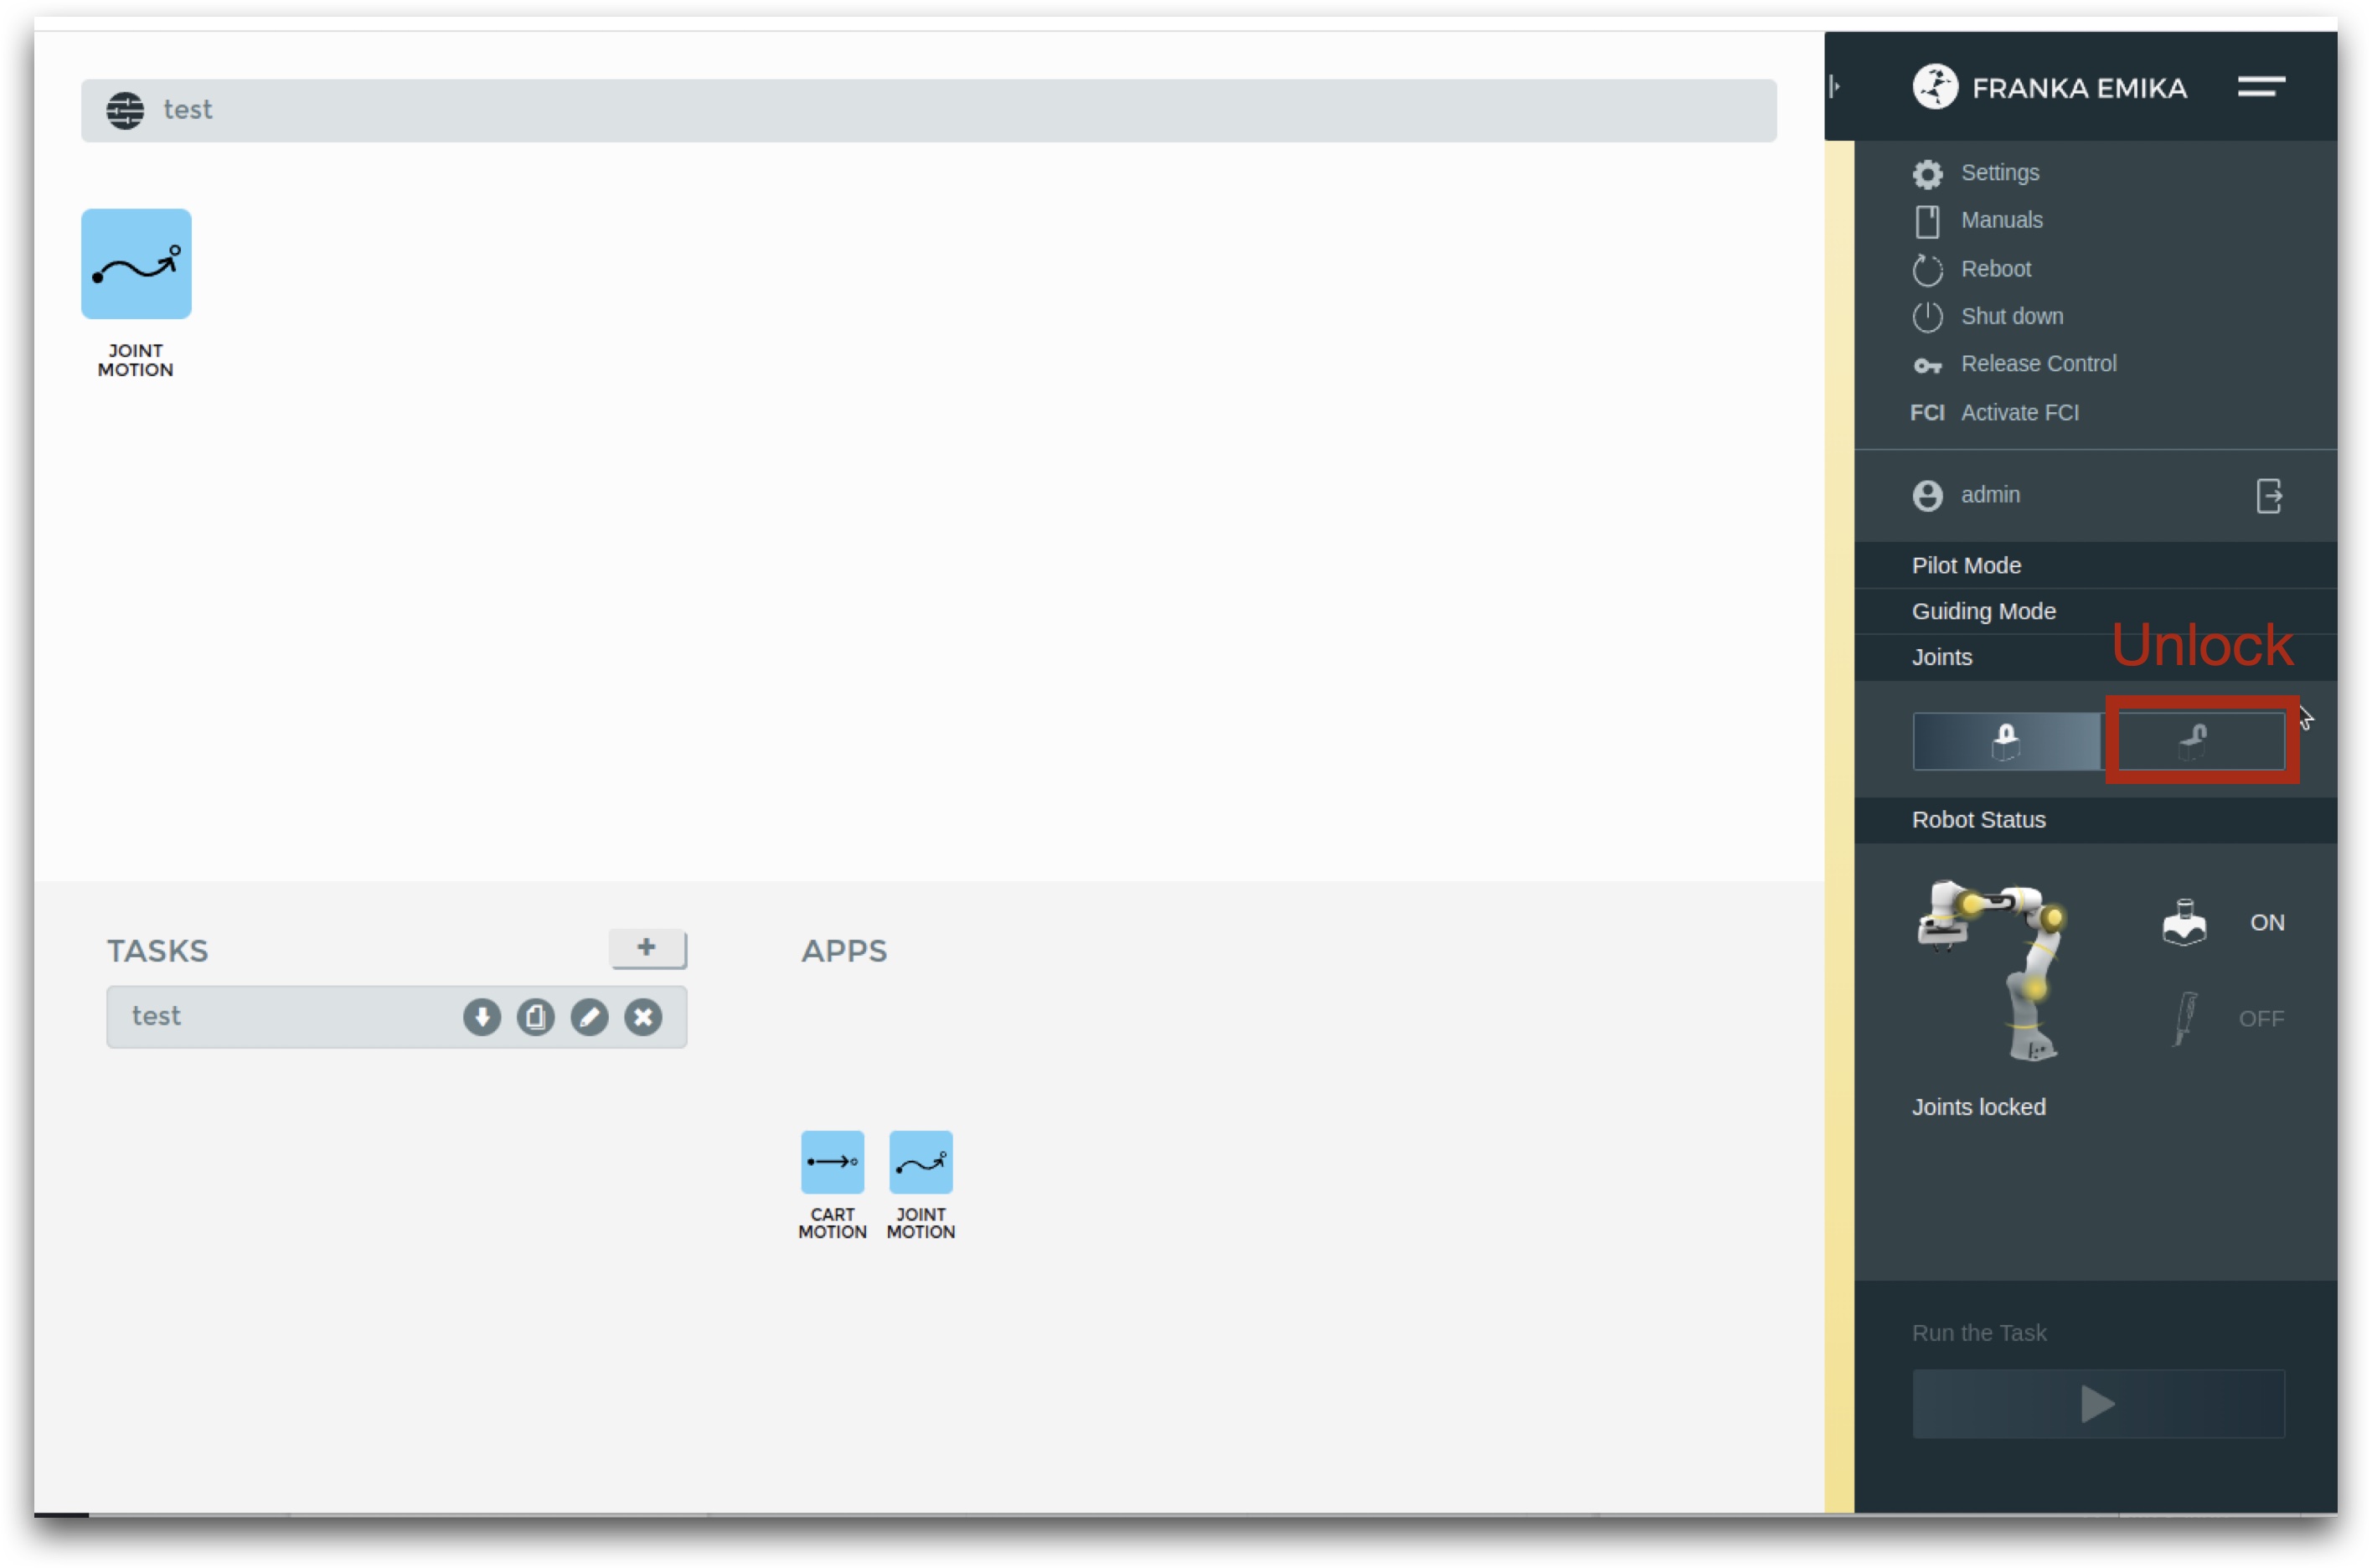 test
JOINT
MOTION
TASKS
test
APPS
CART
MOTION
JOINT
MOTION
FRANKA EMIKA
Settings
Manuals
Reboot
Shut down
Release Control
FCI Activate FCI
admin
Pilot Mode
Guiding Mode
Unlock
Joints
Robot Status
ON
OFF
Joints locked
Run the Task